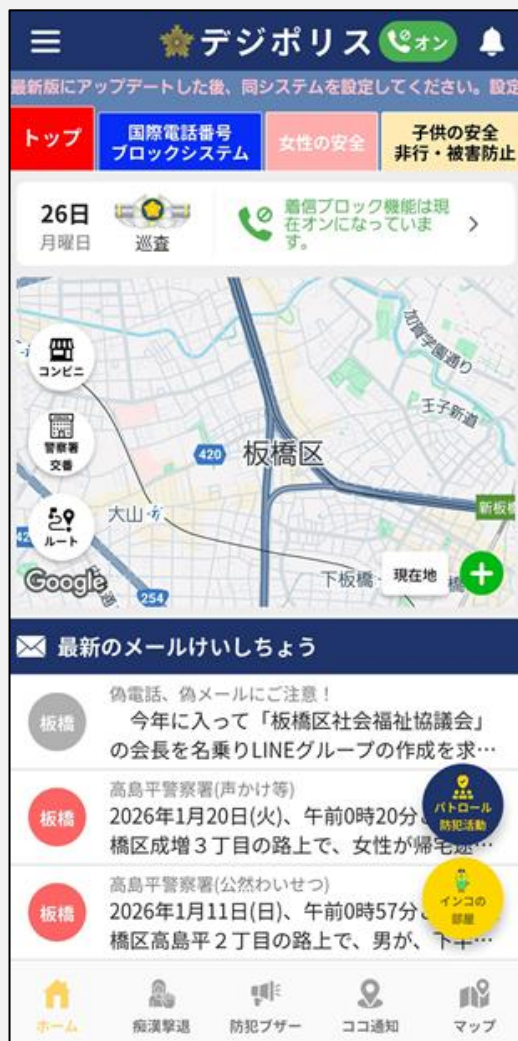 デジポリス
オン
最新版にアップデートした後、同システムを設定してください。設定
トップ
国際電話番号
ブロックシステム
女性の安全
子供の安全
非行・被害防止
26日
月曜日
巡査
着信ブロック機能は現
在オンになっていま
す。
コンビニ
警察署
交番
ルート
加賀学園通り
王子新道
420
板橋区
大山
新板橋
下板橋
現在地
Google
254
最新のメールけいしちょう
板橋
偽電話、偽メールにご注意！
今年に入って「板橋区社会福祉協議会」
の会長を名乗りLINEグループの作成を求…
板橋
高島平警察署(声かけ等)
2026年1月20日(火)、午前0時20分
橋区成増３丁目の路上で、女性が帰宅途…
パトロール
防犯活動
板橋
高島平警察署(公然わいせつ)
2026年1月11日(日)、午前0時57分
橋区高島平２丁目の路上で、男が、下半…
インコの
部屋
ホーム
痴漢撃退
防犯ブザー
ココ通知
マップ